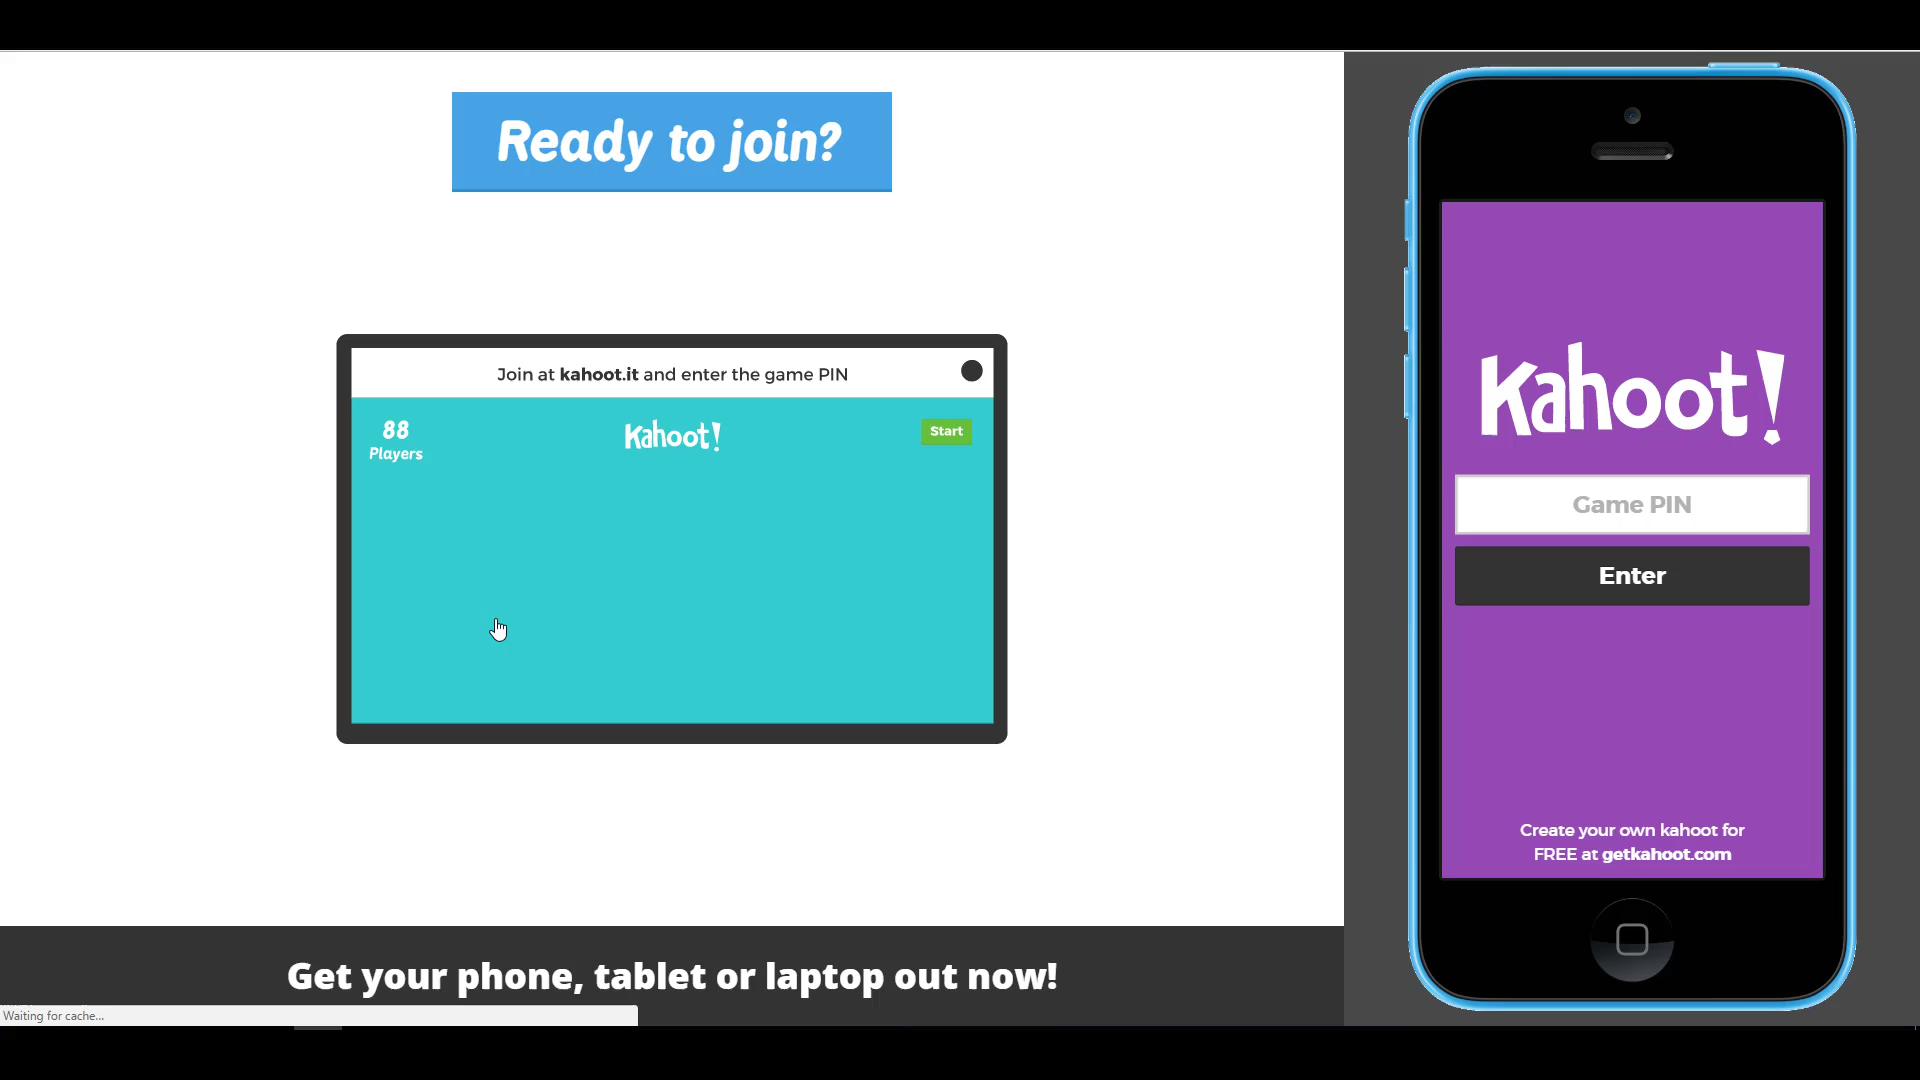 Ready to join?
Join at kahoot.it and enter the game PIN
88
Players
Kahoot!
Start
Get your phone, tablet or laptop out now!
Waiting for cache...
Kahoot!
Game PIN
Enter
Create your own kahoot for
FREE at getkahoot.com